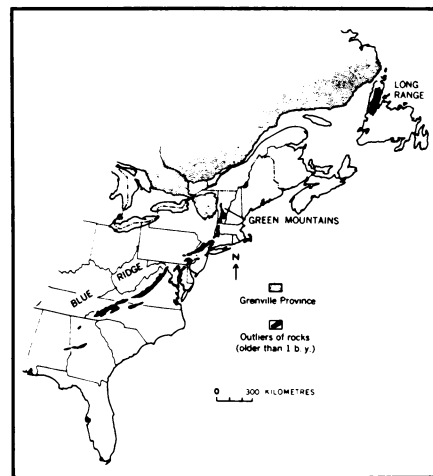 LONG
RANGE
GREEN MOUNTAINS
N
BLUE RIDGE
Grenville Province
Outliers of rocks
(older than 1 b. y.)
0 300 KILOMETRES